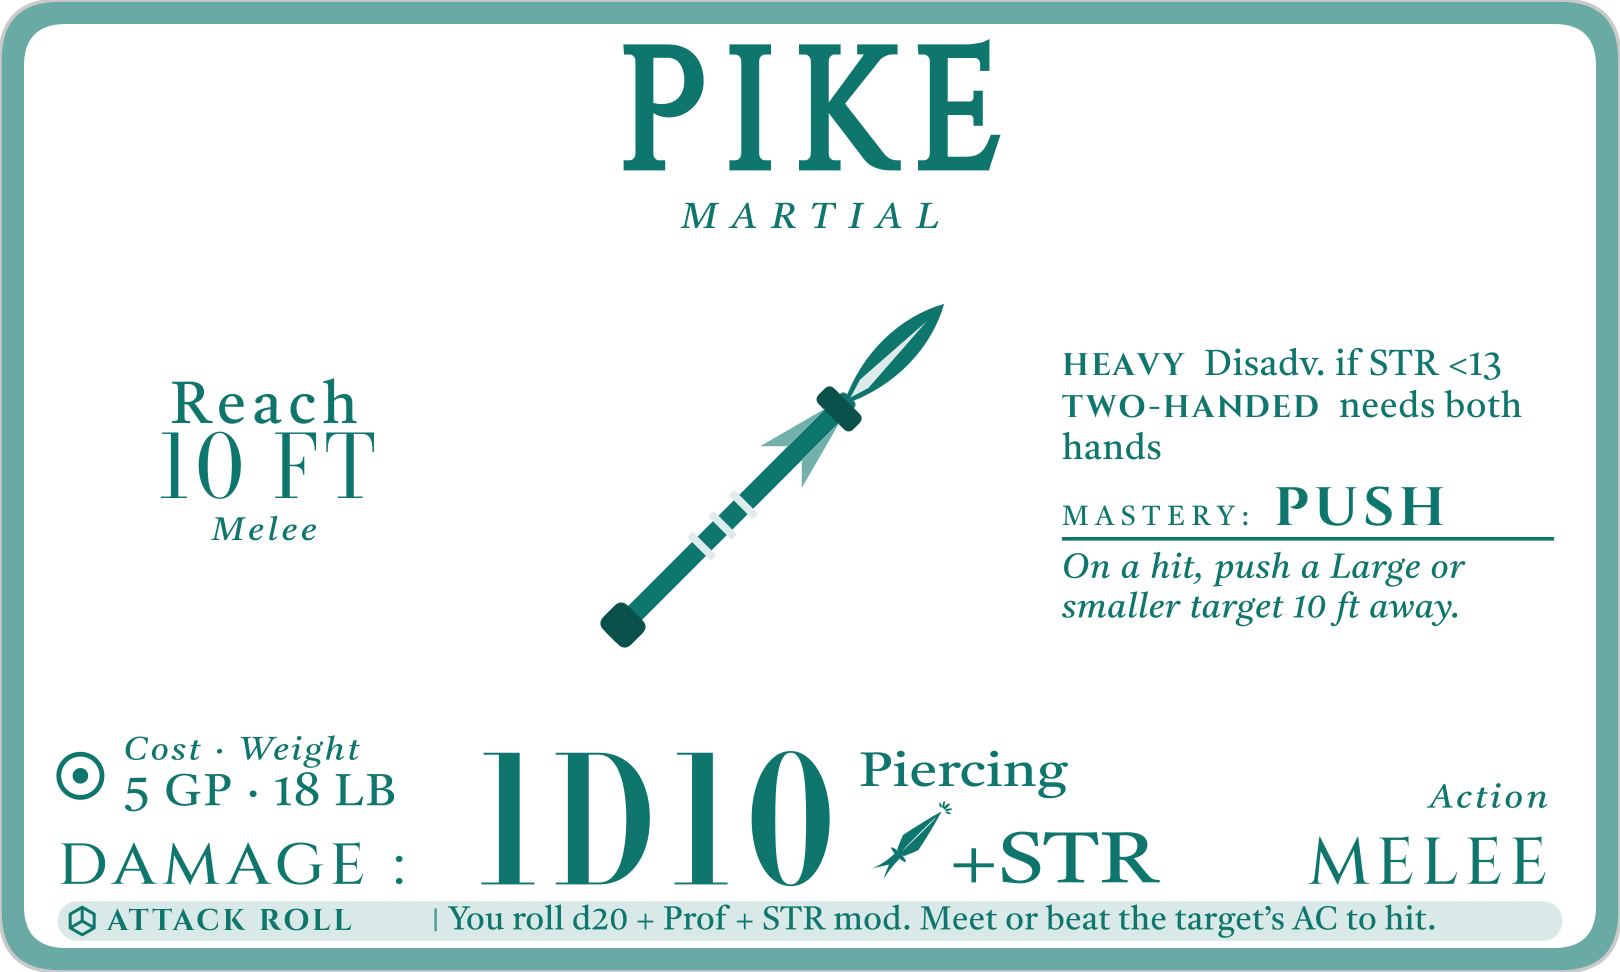 PIKE
MARTIAL
Reach
10 FT
Melee
HEAVY Disadv. if STR <13
TWO-HANDED needs both
hands
MASTERY: PUSH
On a hit, push a Large or
smaller target 10 ft away.
Cost · Weight
5 GP · 18 LB
DAMAGE :
1D10
Piercing
+STR
Action
MELEE
ATTACK ROLL | You roll d20 + Prof + STR mod. Meet or beat the target’s AC to hit.